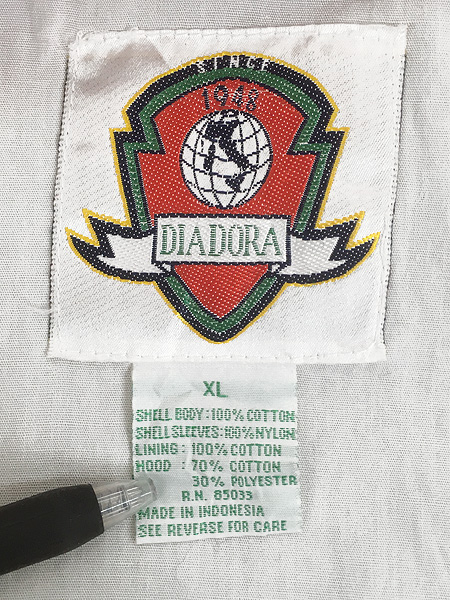 SINCE
1948
DIADORA
XL
SHELL BODY:100% COTTON
SHELL SLEEVES:100% NYLON
LINING : 100% COTTON
HOOD : 70% COTTON
30% POLYESTER
R.N. 85033
MADE IN INDONESIA
SEE REVERSE FOR CARE